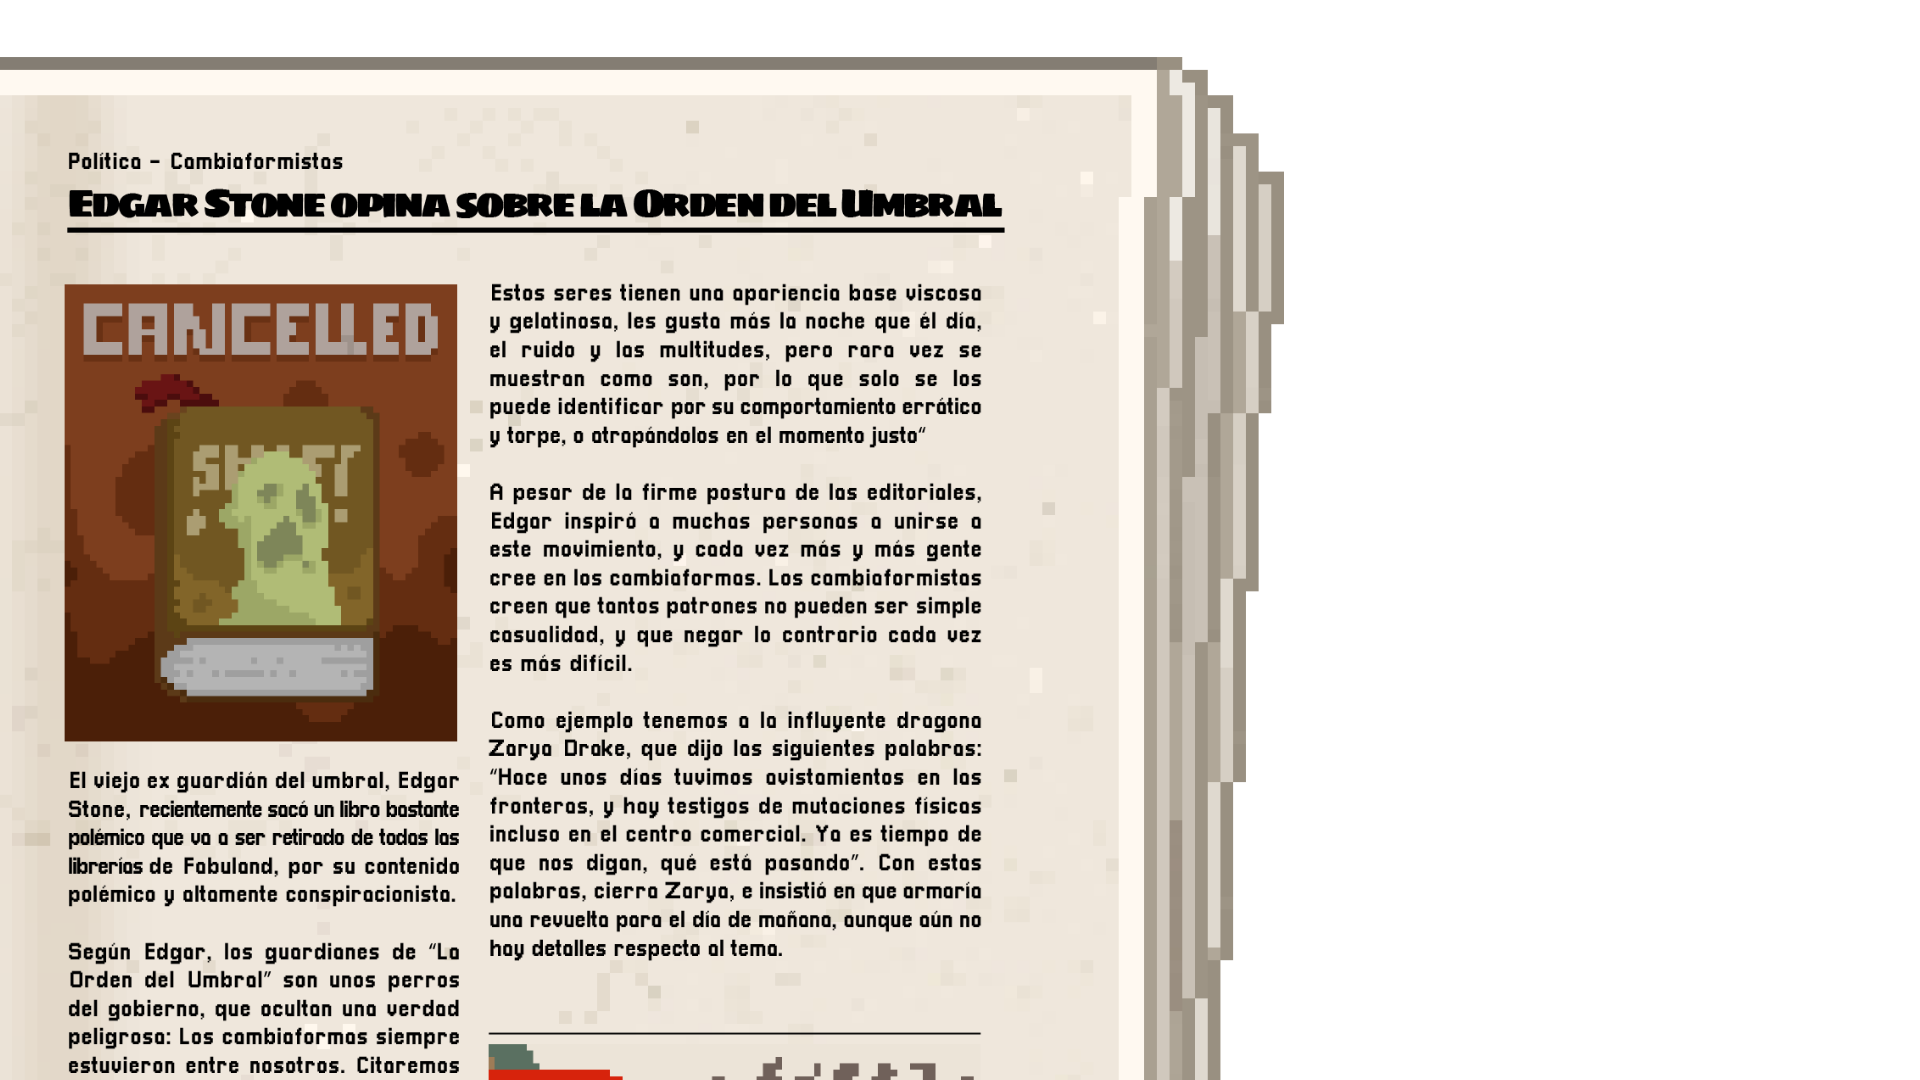 Política - Cambiaformistas
Edgar Stone opina sobre la Orden del Umbral
CANCELLED
El viejo ex guardián del umbral, Edgar
Stone, recientemente sacó un libro bastante
polémico que va a ser retirado de todas las
librerías de Fabuland, por su contenido
polémico y altamente conspiracionista.
Según Edgar, los guardianes de “La
Orden del Umbral” son unos perros
del gobierno, que ocultan una verdad
peligrosa: Los cambiaformas siempre
estuvieron entre nosotros. Citaremos
Estos seres tienen una apariencia base viscosa
y gelatinosa, les gusta más la noche que él día,
el ruido y las multitudes, pero rara vez se
muestran como son, por lo que solo se los
puede identificar por su comportamiento errático
y torpe, o atrapándolos en el momento justo“
A pesar de la firme postura de las editoriales,
Edgar inspiró a muchas personas a unirse a
este movimiento, y cada vez más y más gente
cree en los cambiaformas. Los cambiaformistas
creen que tantos patrones no pueden ser simple
casualidad, y que negar lo contrario cada vez
es más difícil.
Como ejemplo tenemos a la influyente dragona
Zarya Drake, que dijo las siguientes palabras:
“Hace unos días tuvimos avistamientos en las
fronteras, y hay testigos de mutaciones físicas
incluso en el centro comercial. Ya es tiempo de
que nos digan, qué está pasando”. Con estas
palabras, cierra Zarya, e insistió en que armaría
una revuelta para el día de mañana, aunque aún no
hay detalles respecto al tema.